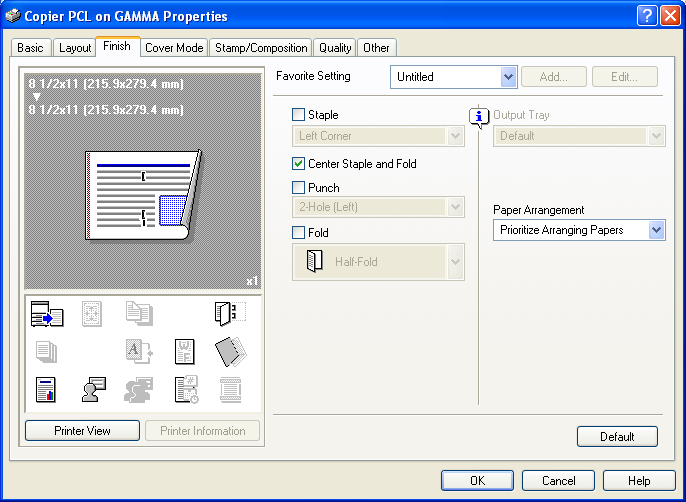 Copier PCL on GAMMA Properties
Basic Layout Finish Cover Mode Stamp/Composition Quality Other
8 1/2x11 (215.9x279.4 mm)
8 1/2x11 (215.9x279.4 mm)
x1
Printer View Printer Information
Favorite Setting Untitled Add... Edit...
Staple
Left Corner
Center Staple and Fold
Punch
2-Hole (Left)
Fold
Half-Fold
Output Tray
Default
Paper Arrangement
Prioritize Arranging Papers
Default
OK Cancel Help